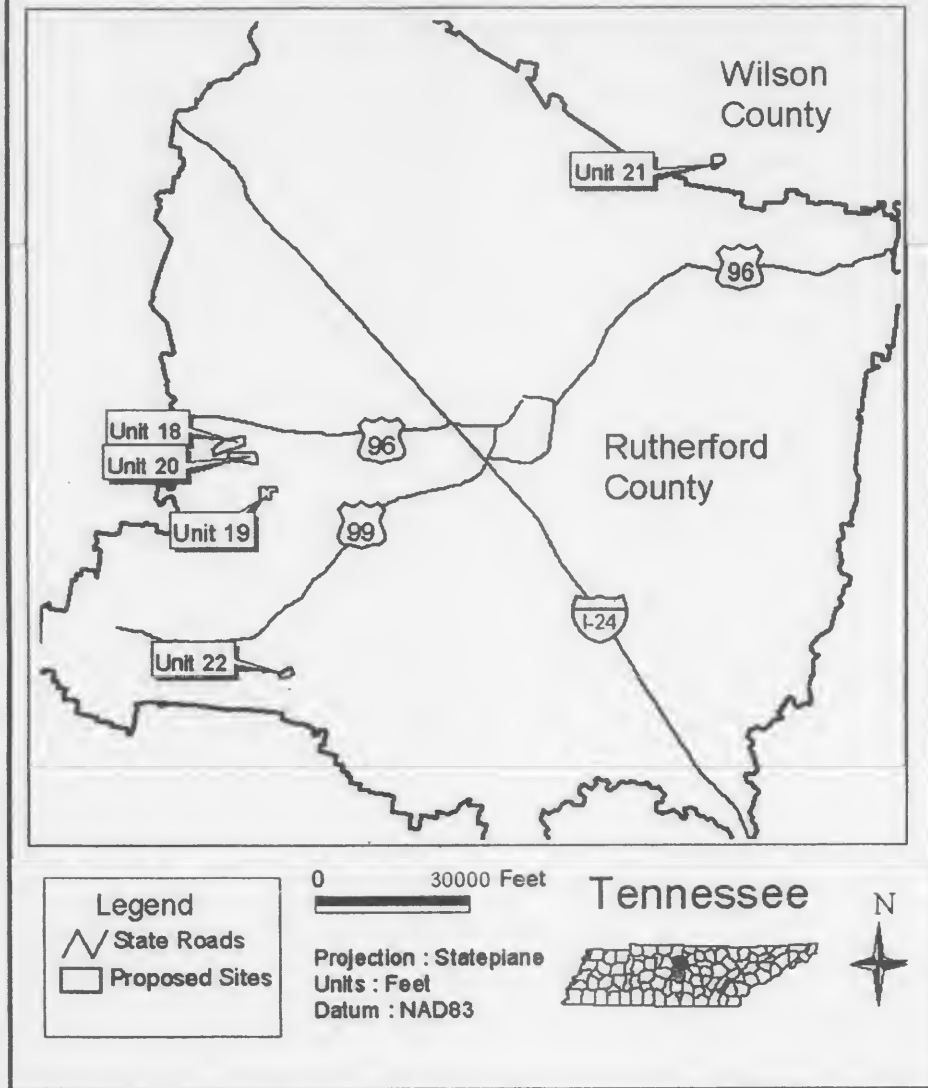 Wilson
County
Unit 21
96
Unit 18
96
Rutherford
County
Unit 20
Unit 19
99
I-24
Unit 22
Legend
State Roads
Proposed Sites
0 30000 Feet
Projection : Stateplane
Units : Feet
Datum : NAD83
Tennessee
N